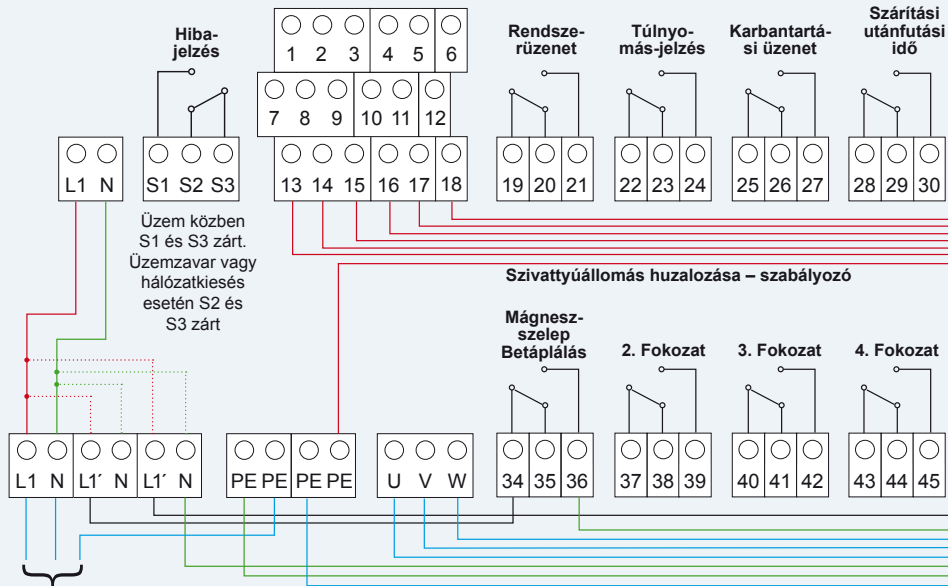 Hiba-
jelzés
1 2 3 4 5 6
7 8 9 10 11 12
Rendsze-
rüzenet
Túlnyo-
más-jelzés
Karbantartá-
si üzenet
Szárítási
utánfutási
idő
L1 N
S1 S2 S3
13 14 15 16 17 18
19 20 21
22 23 24
25 26 27
28 29 30
Üzem közben
S1 és S3 zárt.
Üzemzavar vagy
hálózatkiesés
esetén S2 és
S3 zárt
Szivattyúállomás huzalozása – szabályozó
Mágnesz-
szelep
Betáplálás
2. Fokozat
3. Fokozat
4. Fokozat
L1 N L1´ N L1´ N
PE PE PE PE
U V W
34 35 36
37 38 39
40 41 42
43 44 45